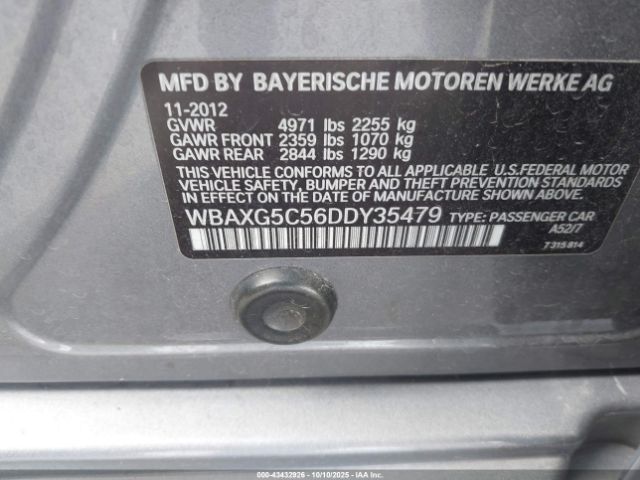 MFD BY BAYERISCHE MOTOREN WERKE AG
11-2012
GVWR 4971 lbs 2255 kg
GAWR FRONT 2359 lbs 1070 kg
GAWR REAR 2844 lbs 1290 kg
THIS VEHICLE CONFORMS TO ALL APPLICABLE U.S.FEDERAL MOTOR
VEHICLE SAFETY, BUMPER, AND THEFT PREVENTION STANDARDS IN
EFFECT ON THE DATE OF MANUFACTURE SHOWN ABOVE.
WBAXG5C56DDY35479 TYPE: PASSENGER CAR
A52/7
7 315 814
000-43432926 - 10/10/2025 - IAAI, Inc.